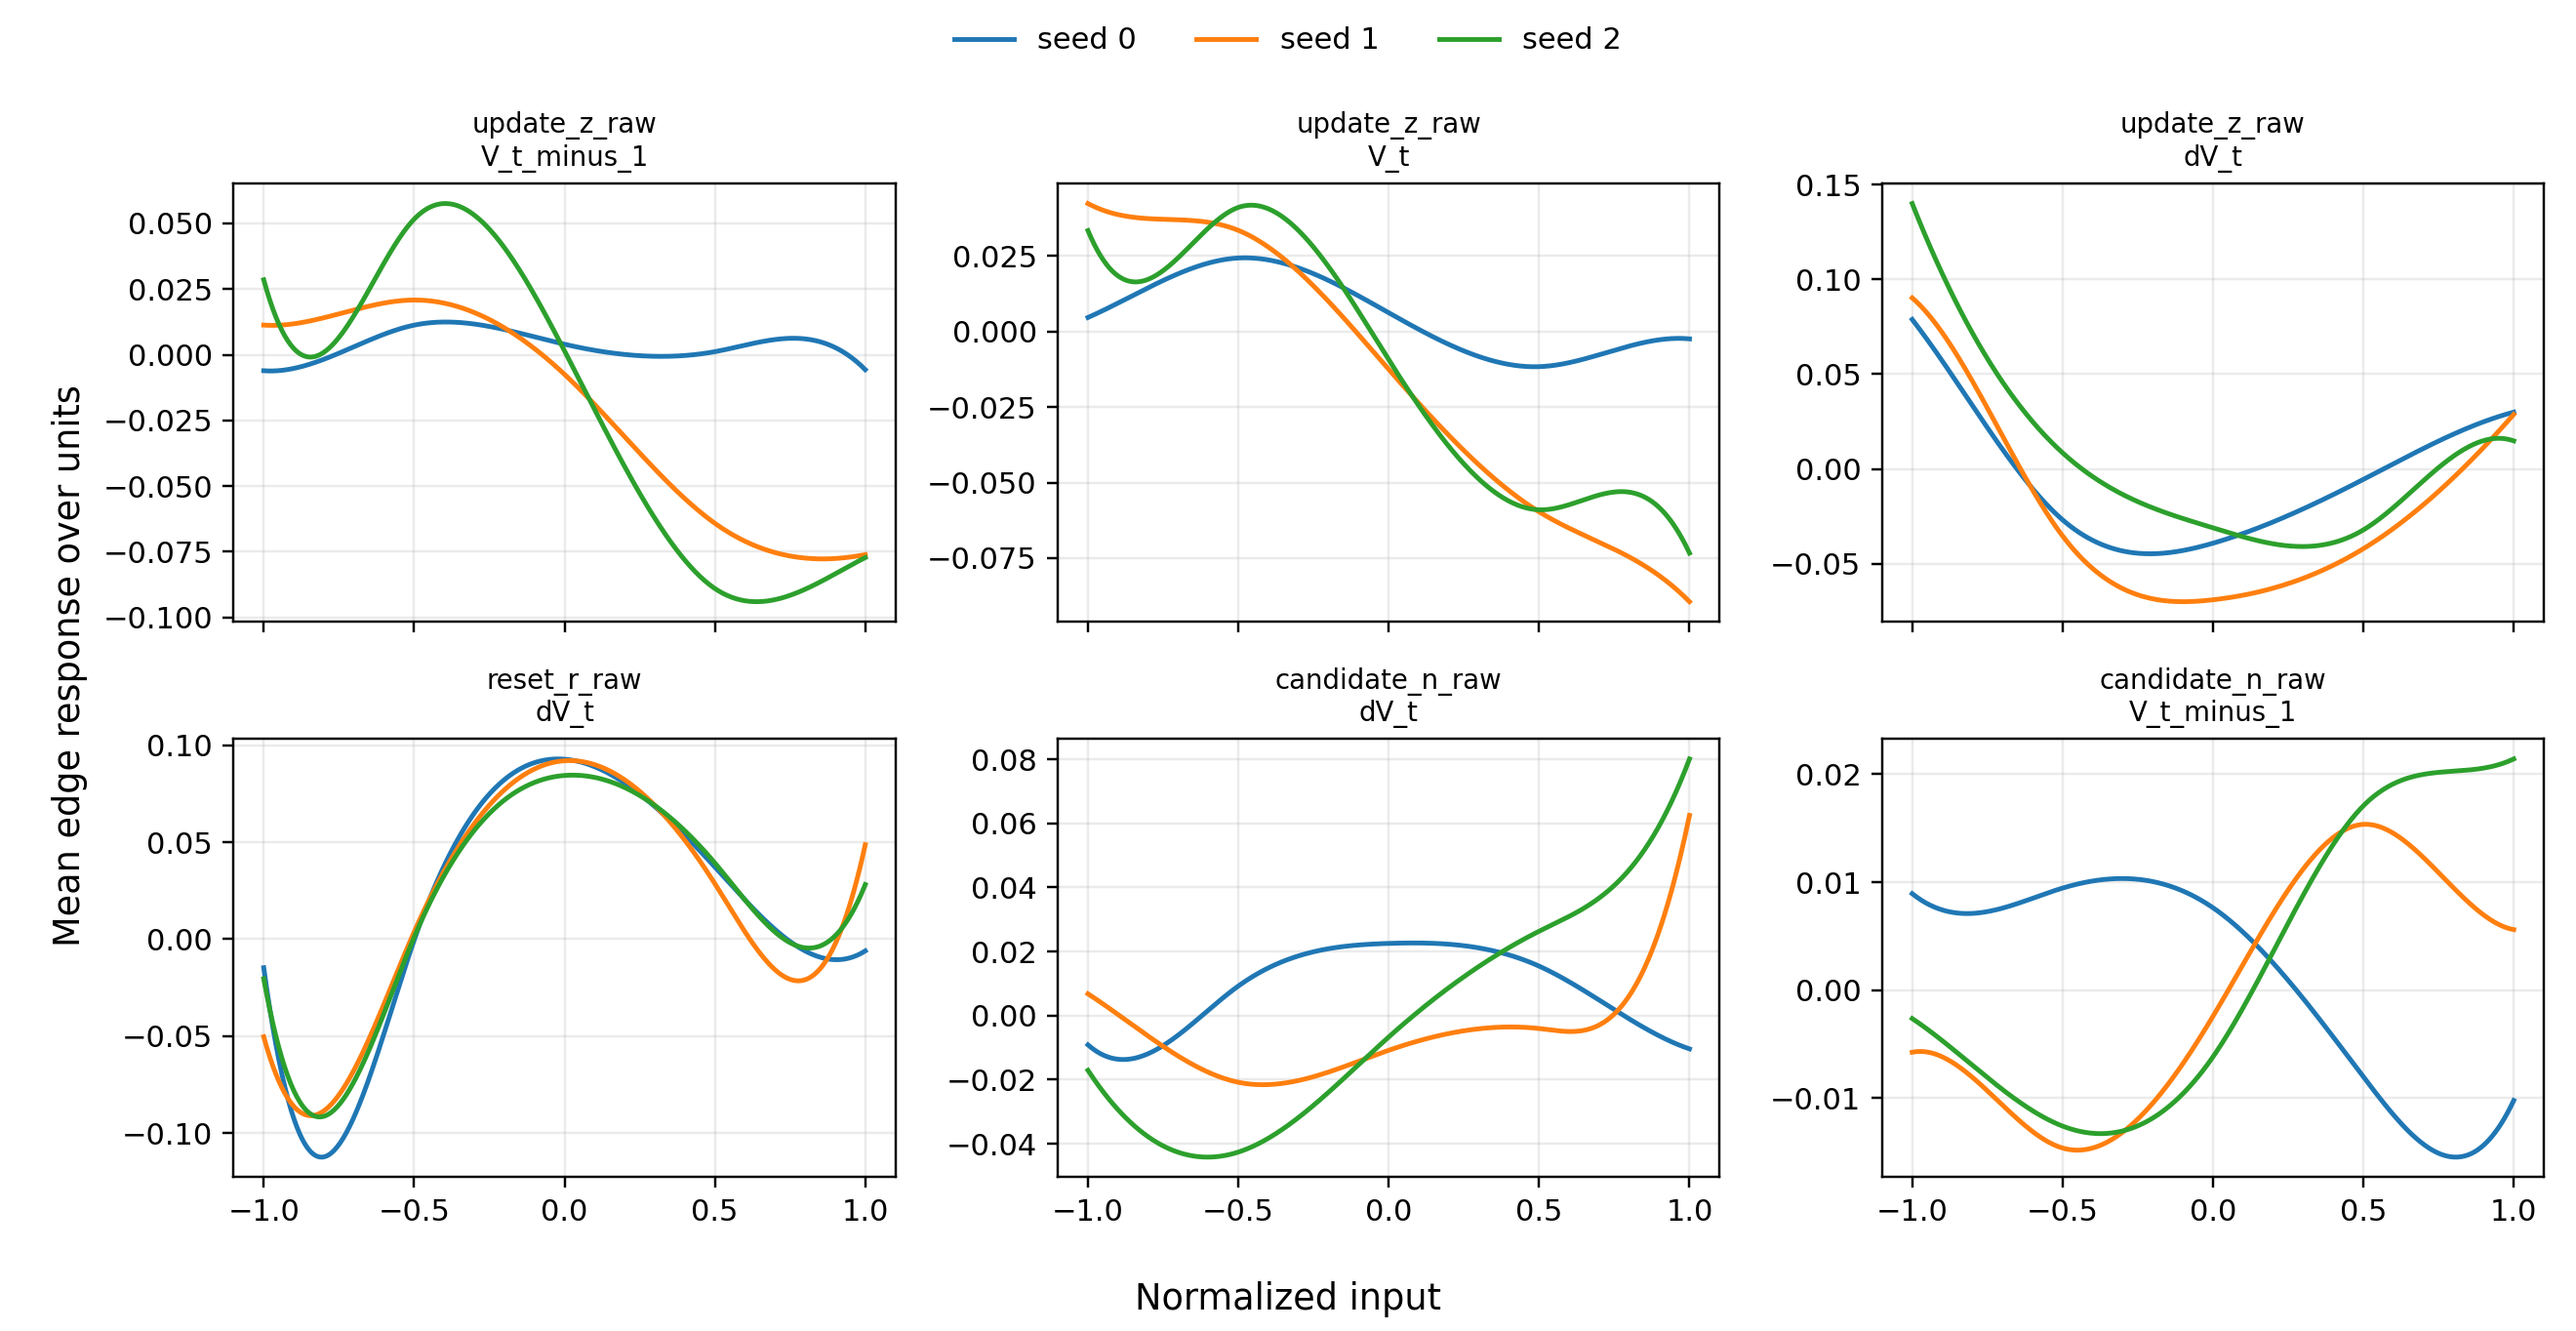 seed 0 seed 1 seed 2
update_z_raw
V_t_minus_1
update_z_raw
V_t
update_z_raw
dV_t
0.050
0.025
0.000
−0.025
−0.050
−0.075
−0.100
0.025
0.000
−0.025
−0.050
−0.075
0.15
0.10
0.05
0.00
−0.05
Mean edge response over units
reset_r_raw
dV_t
candidate_n_raw
dV_t
candidate_n_raw
V_t_minus_1
0.10
0.05
0.00
−0.05
−0.10
0.08
0.06
0.04
0.02
0.00
−0.02
−0.04
0.02
0.01
0.00
−0.01
−1.0 −0.5 0.0 0.5 1.0
−1.0 −0.5 0.0 0.5 1.0
−1.0 −0.5 0.0 0.5 1.0
Normalized input